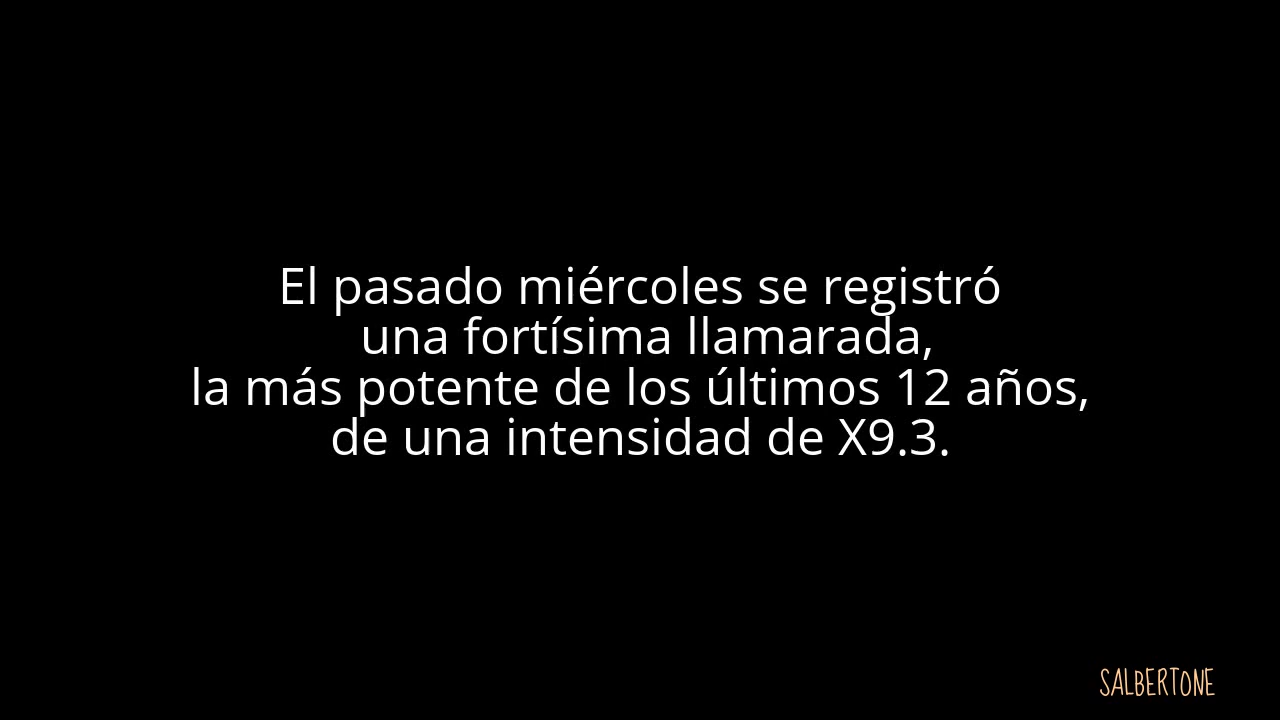 El pasado miércoles se registró
una fortísima llamarada,
la más potente de los últimos 12 años,
de una intensidad de X9.3.
SALBERTONE